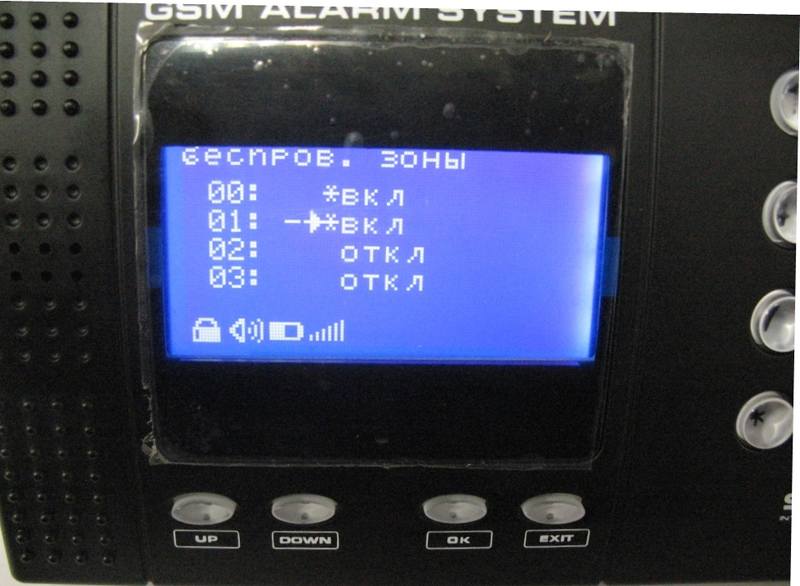 GSM ALARM SYSTEM
беспров. зоны
00: *вкл
01: →*вкл
02: откл
03: откл
UP DOWN OK EXIT
*